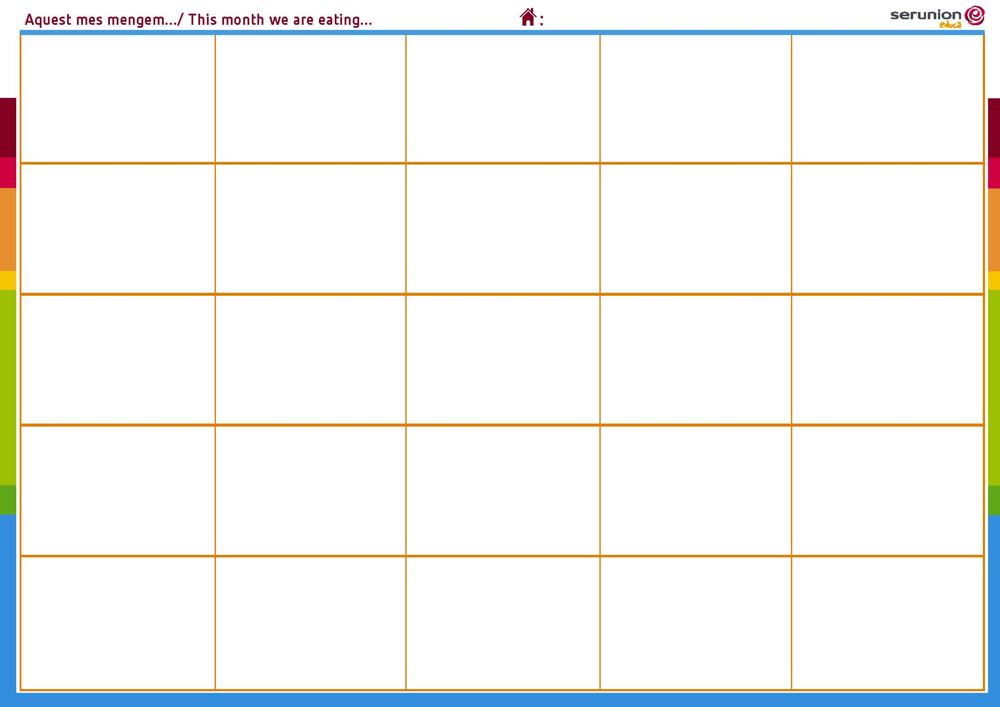 Aquest mes mengem.../ This month we are eating...
:
serunion
educa